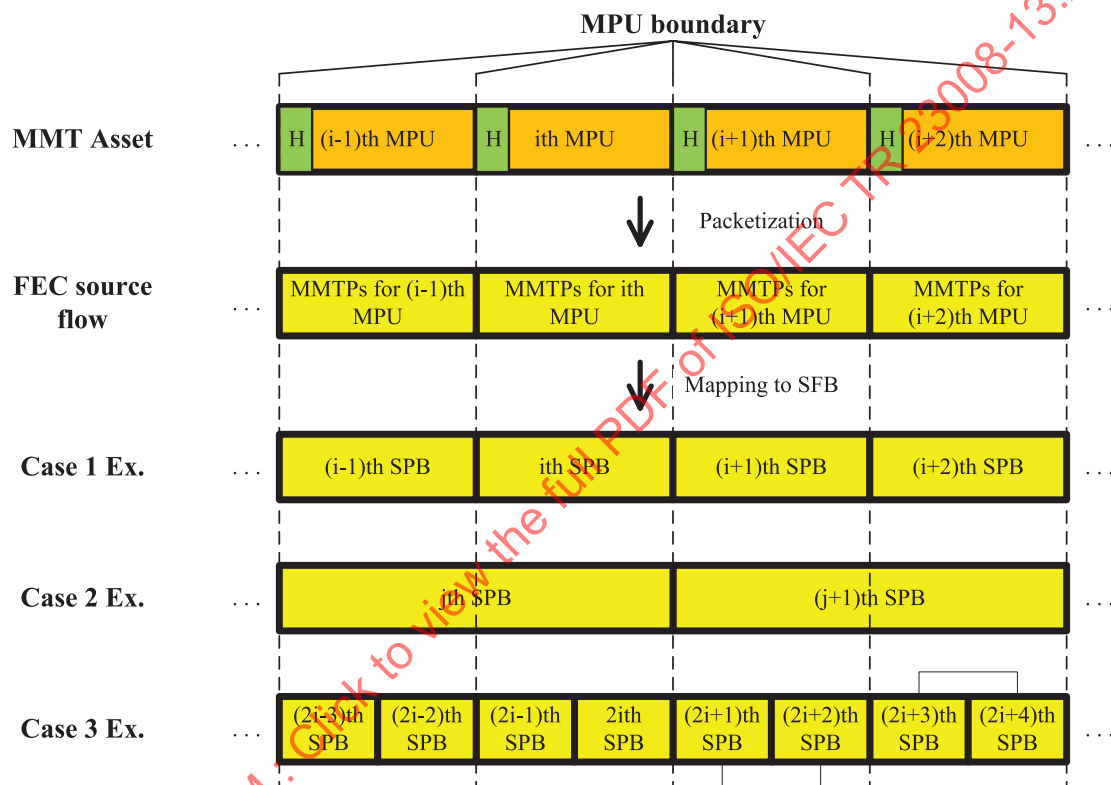 MPU boundary
MMT Asset
. . .
H
(i-1)th MPU
H
ith MPU
H
(i+1)th MPU
H
(i+2)th MPU
. . .
Packetization
FEC source
flow
. . .
MMTPs for (i-1)th
MPU
MMTPs for ith
MPU
MMTPs for
(i+1)th MPU
MMTPs for
(i+2)th MPU
. . .
Mapping to SFB
Case 1 Ex.
. . .
(i-1)th SPB
ith SPB
(i+1)th SPB
(i+2)th SPB
. . .
Case 2 Ex.
. . .
jth SPB
(j+1)th SPB
. . .
Case 3 Ex.
. . .
(2i-3)th
SPB
(2i-2)th
SPB
(2i-1)th
SPB
2ith
SPB
(2i+1)th
SPB
(2i+2)th
SPB
(2i+3)th
SPB
(2i+4)th
SPB
. . .
: Click to view the full PDF of ISO/IEC TR 23008-13: